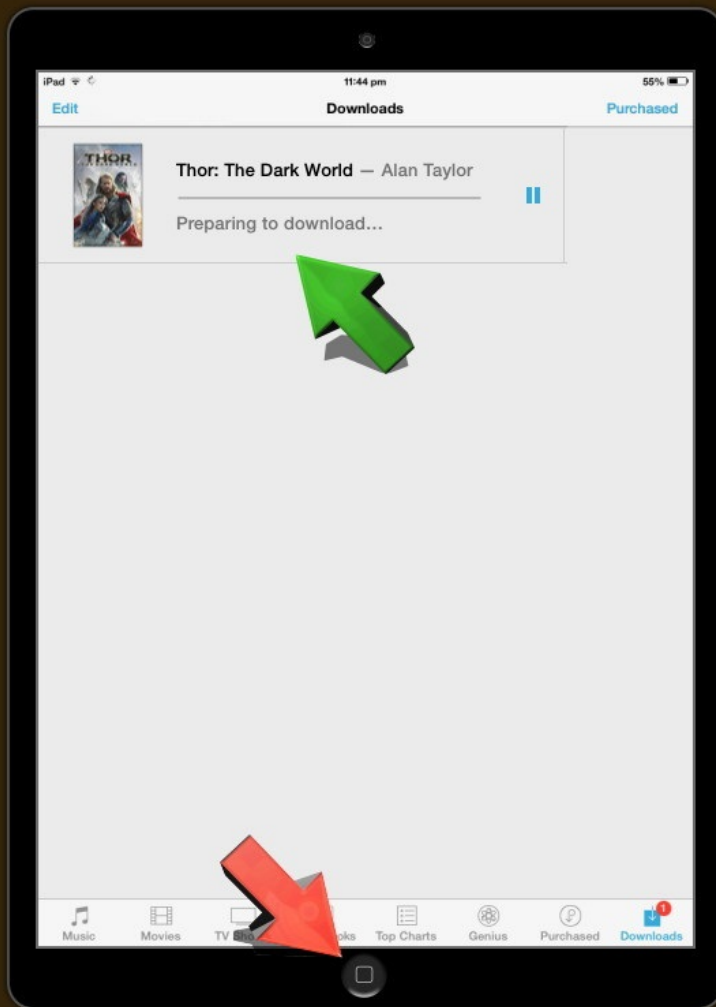 iPad 11:44 pm 55%
Edit Downloads Purchased
THOR
Thor: The Dark World — Alan Taylor
Preparing to download...
Music Movies TV Top Charts Genius Purchased Downloads
1